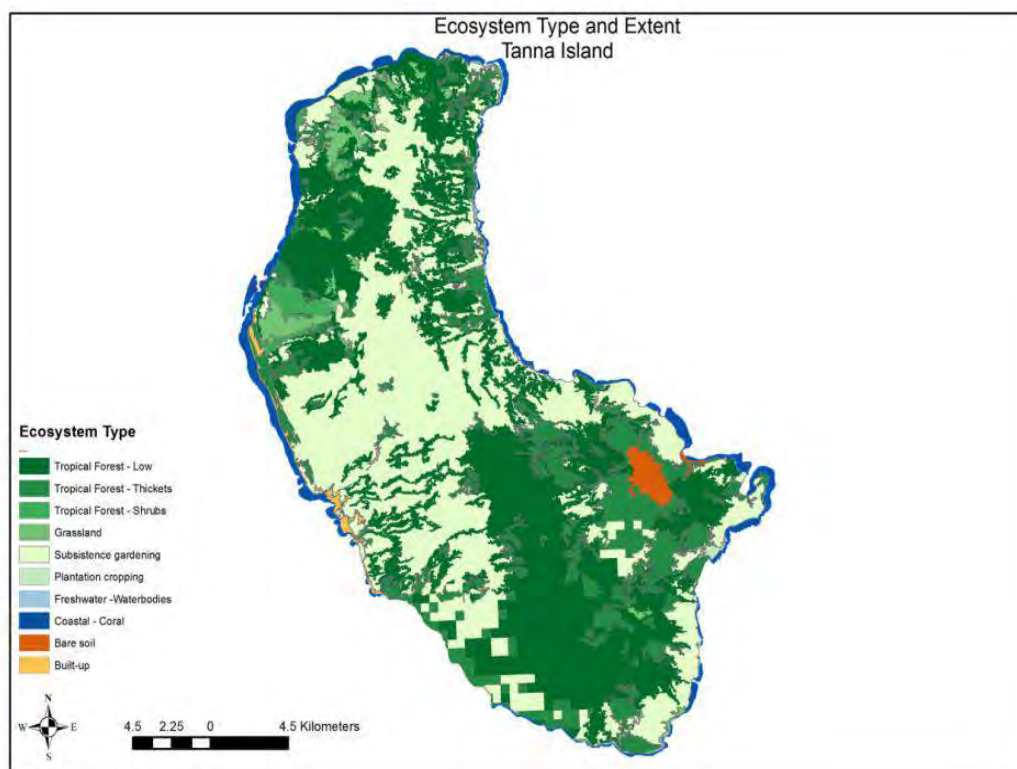 Ecosystem Type and Extent
Tanna Island
Ecosystem Type
Tropical Forest - Low
Tropical Forest - Thickets
Tropical Forest - Shrubs
Grassland
Subsistence gardening
Plantation cropping
Freshwater -Waterbodies
Coastal - Coral
Bare soil
Built-up
N
W E
S
4.5 2.25 0 4.5 Kilometers